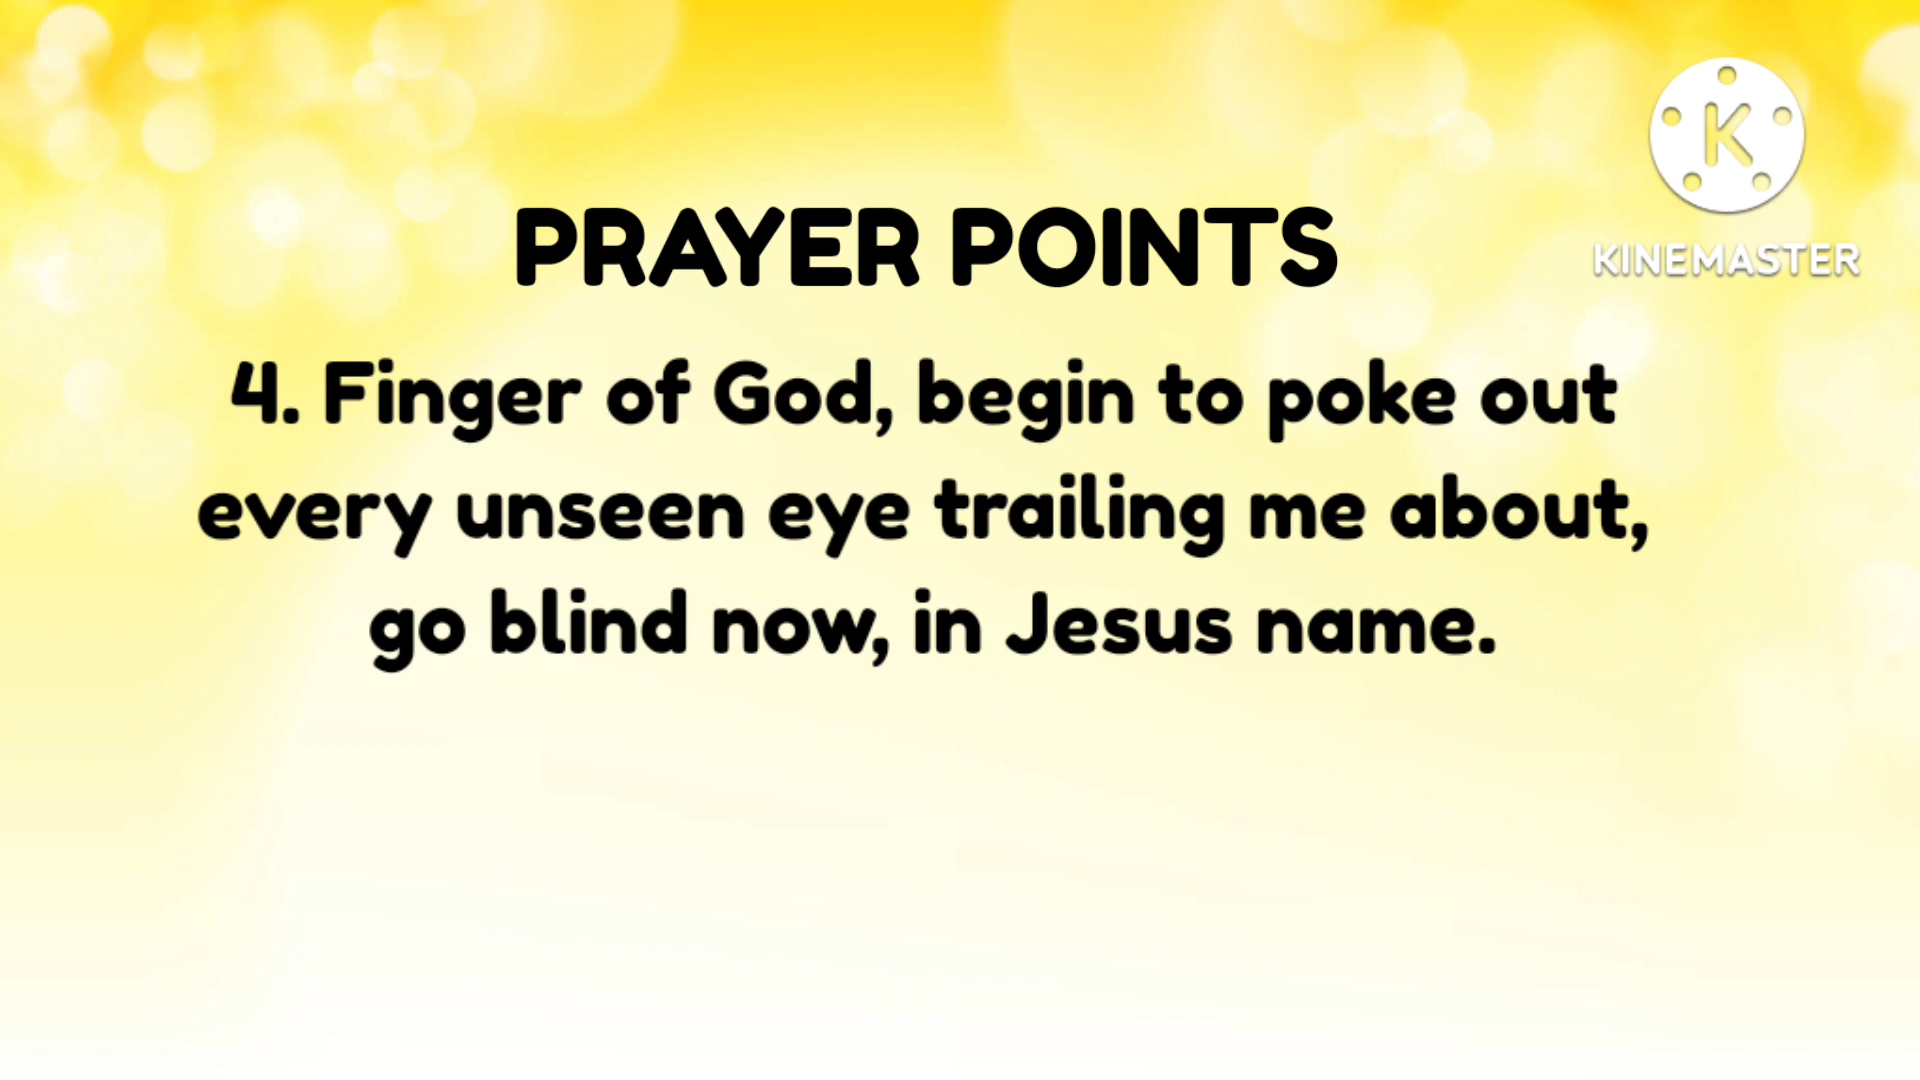 K
KINEMASTER
PRAYER POINTS
4. Finger of God, begin to poke out
every unseen eye trailing me about,
go blind now, in Jesus name.